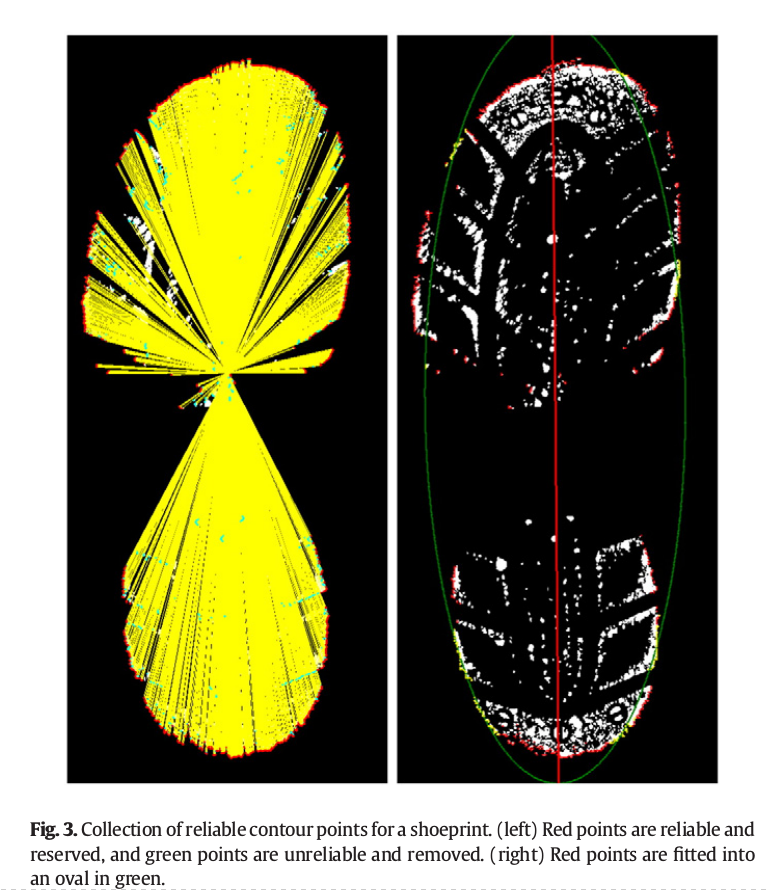 Fig. 3. Collection of reliable contour points for a shoeprint. (left) Red points are reliable and
reserved, and green points are unreliable and removed. (right) Red points are fitted into
an oval in green.